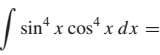 ∫ sin⁴ x cos⁴ x dx =